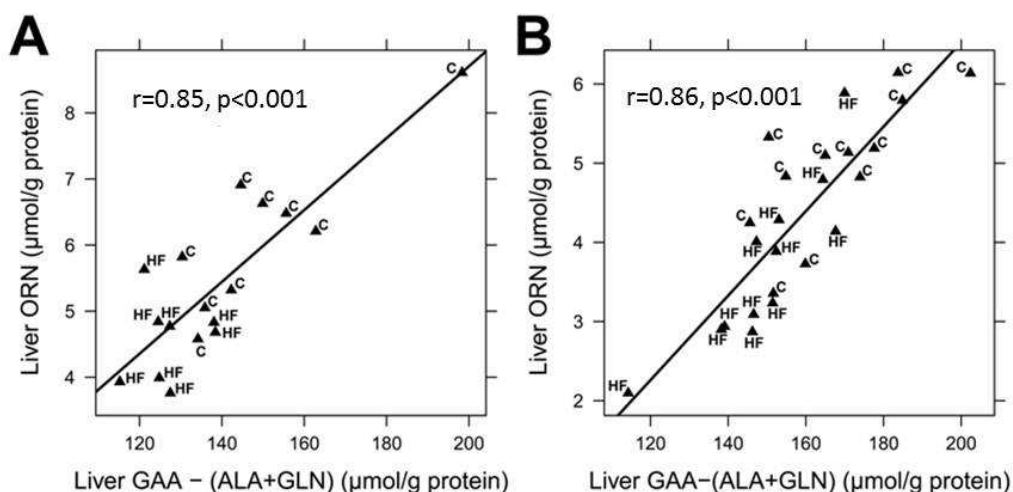 A
r=0.85, p<0.001
Liver ORN (μmol/g protein)
8
7
6
5
4
C
C
C
C
C
C
HF
C
C
HF
HF
HF
HF
C
HF
HF
HF
120 140 160 180 200
Liver GAA − (ALA+GLN) (μmol/g protein)
B
r=0.86, p<0.001
Liver ORN (μmol/g protein)
6
5
4
3
2
C
C
HF
C
C
C
C
C
HF
C
C
C
HF
HF
HF
HF
C
C
HF
HF
HF
HF
HF
HF
120 140 160 180 200
Liver GAA−(ALA+GLN) (μmol/g protein)